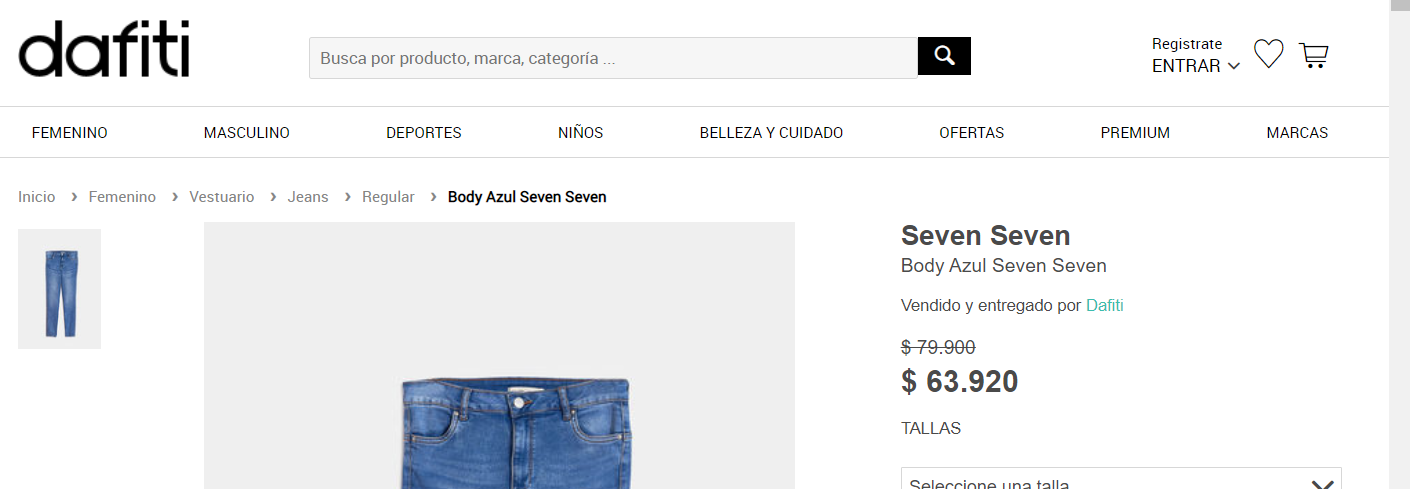 dafiti
Busca por producto, marca, categoría ...
Registrate
ENTRAR
FEMENINO MASCULINO DEPORTES NIÑOS BELLEZA Y CUIDADO OFERTAS PREMIUM MARCAS
Inicio › Femenino › Vestuario › Jeans › Regular › Body Azul Seven Seven
Seven Seven
Body Azul Seven Seven
Vendido y entregado por Dafiti
$ 79.900
$ 63.920
TALLAS
Seleccione una talla